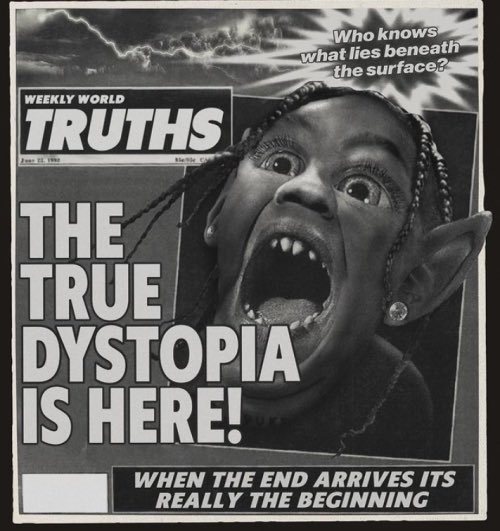 Who knows
what lies beneath
the surface?
WEEKLY WORLD
TRUTHS
THE
TRUE
DYSTOPIA
IS HERE!
WHEN THE END ARRIVES ITS
REALLY THE BEGINNING